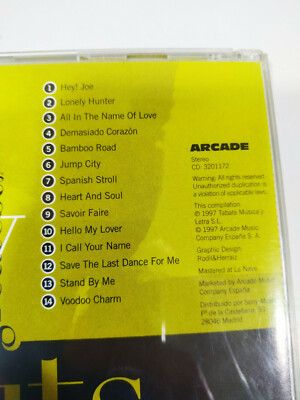 1 Hey! Joe
2 Lonely Hunter
3 All In The Name Of Love
4 Demasiado Corazón
5 Bamboo Road
6 Jump City
7 Spanish Stroll
8 Heart And Soul
9 Savoir Faire
10 Hello My Lover
11 I Call Your Name
12 Save The Last Dance For Me
13 Stand By Me
14 Voodoo Charm
ARCADE
Stereo
CD- 3201172
Warning: All rights reserved.
Unauthorized duplication is
a violation of applicable laws.
This compilation
℗ 1997 Tabata Música y
Letra S.L.
© 1997 Arcade Music
Company España S. A.
Graphic Design:
Rodil&Herraiz
Mastered at La Nave
Marketed by Arcade Music
Company España
Distribuido por Sony Music
Pº de la Castellana,
28046 Madrid